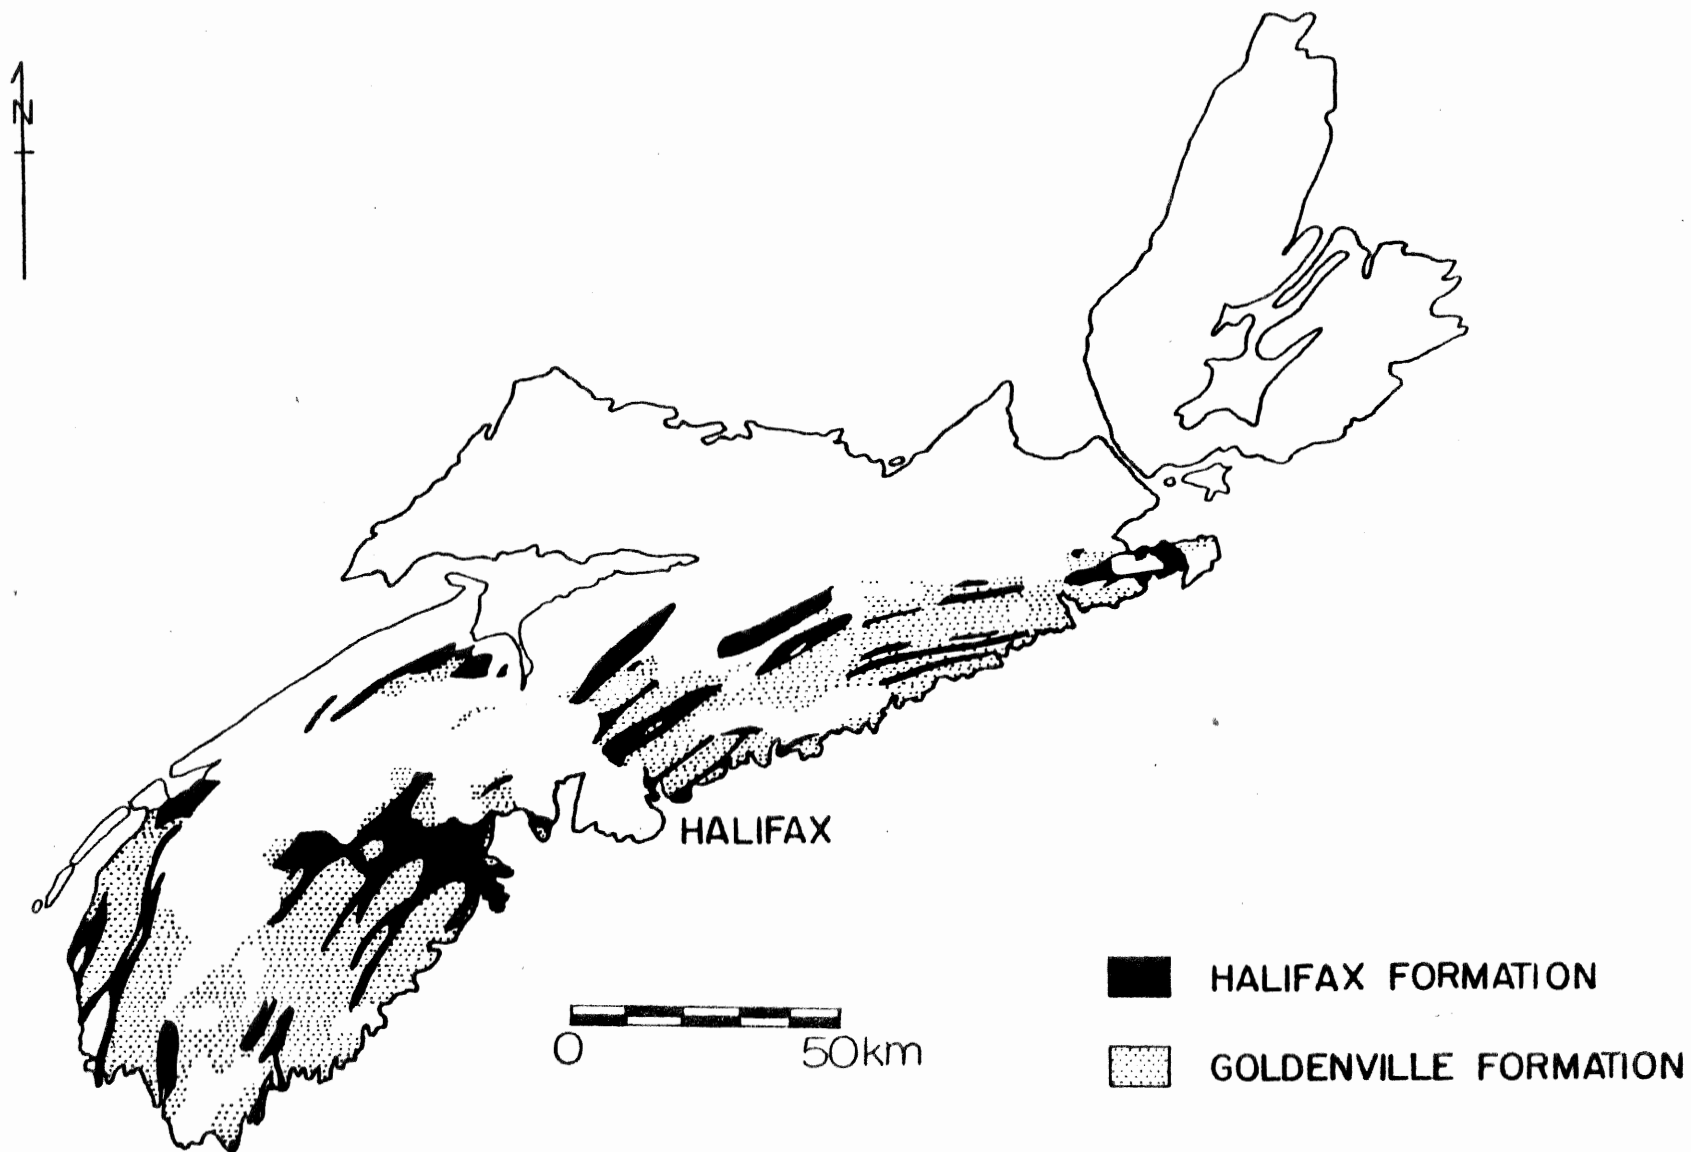 N
HALIFAX
HALIFAX FORMATION
0 50km
GOLDENVILLE FORMATION